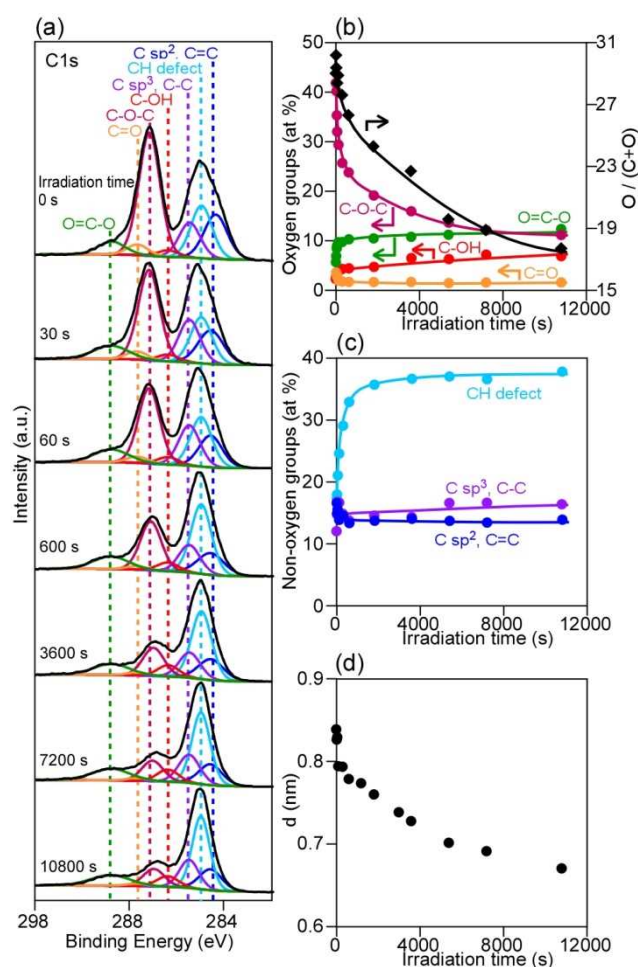 (a)
C1s
C sp², C=C
CH defect
C sp³, C-C
C-OH
C-O-C
C=O
O=C-O
Irradiation time
0 s
30 s
60 s
600 s
3600 s
7200 s
10800 s
Intensity (a.u.)
298
288
284
Binding Energy (eV)
(b)
50
40
30
20
10
0
Oxygen groups (at %)
31
27
23
19
15
O / (C+O)
C-O-C
O=C-O
C-OH
C=O
0
4000
8000
12000
Irradiation time (s)
(c)
40
30
20
10
0
Non-oxygen groups (at %)
CH defect
C sp³, C-C
C sp², C=C
0
4000
8000
12000
Irradiation time (s)
(d)
0.9
0.8
0.7
0.6
d (nm)
0
4000
8000
12000
Irradiation time (s)